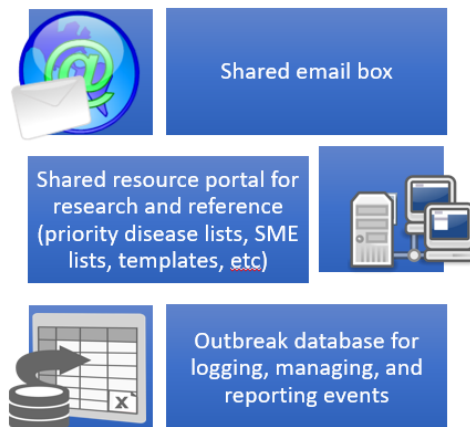 @
Shared email box
Shared resource portal for
research and reference
(priority disease lists, SME
lists, templates, etc)
X
Outbreak database for
logging, managing, and
reporting events